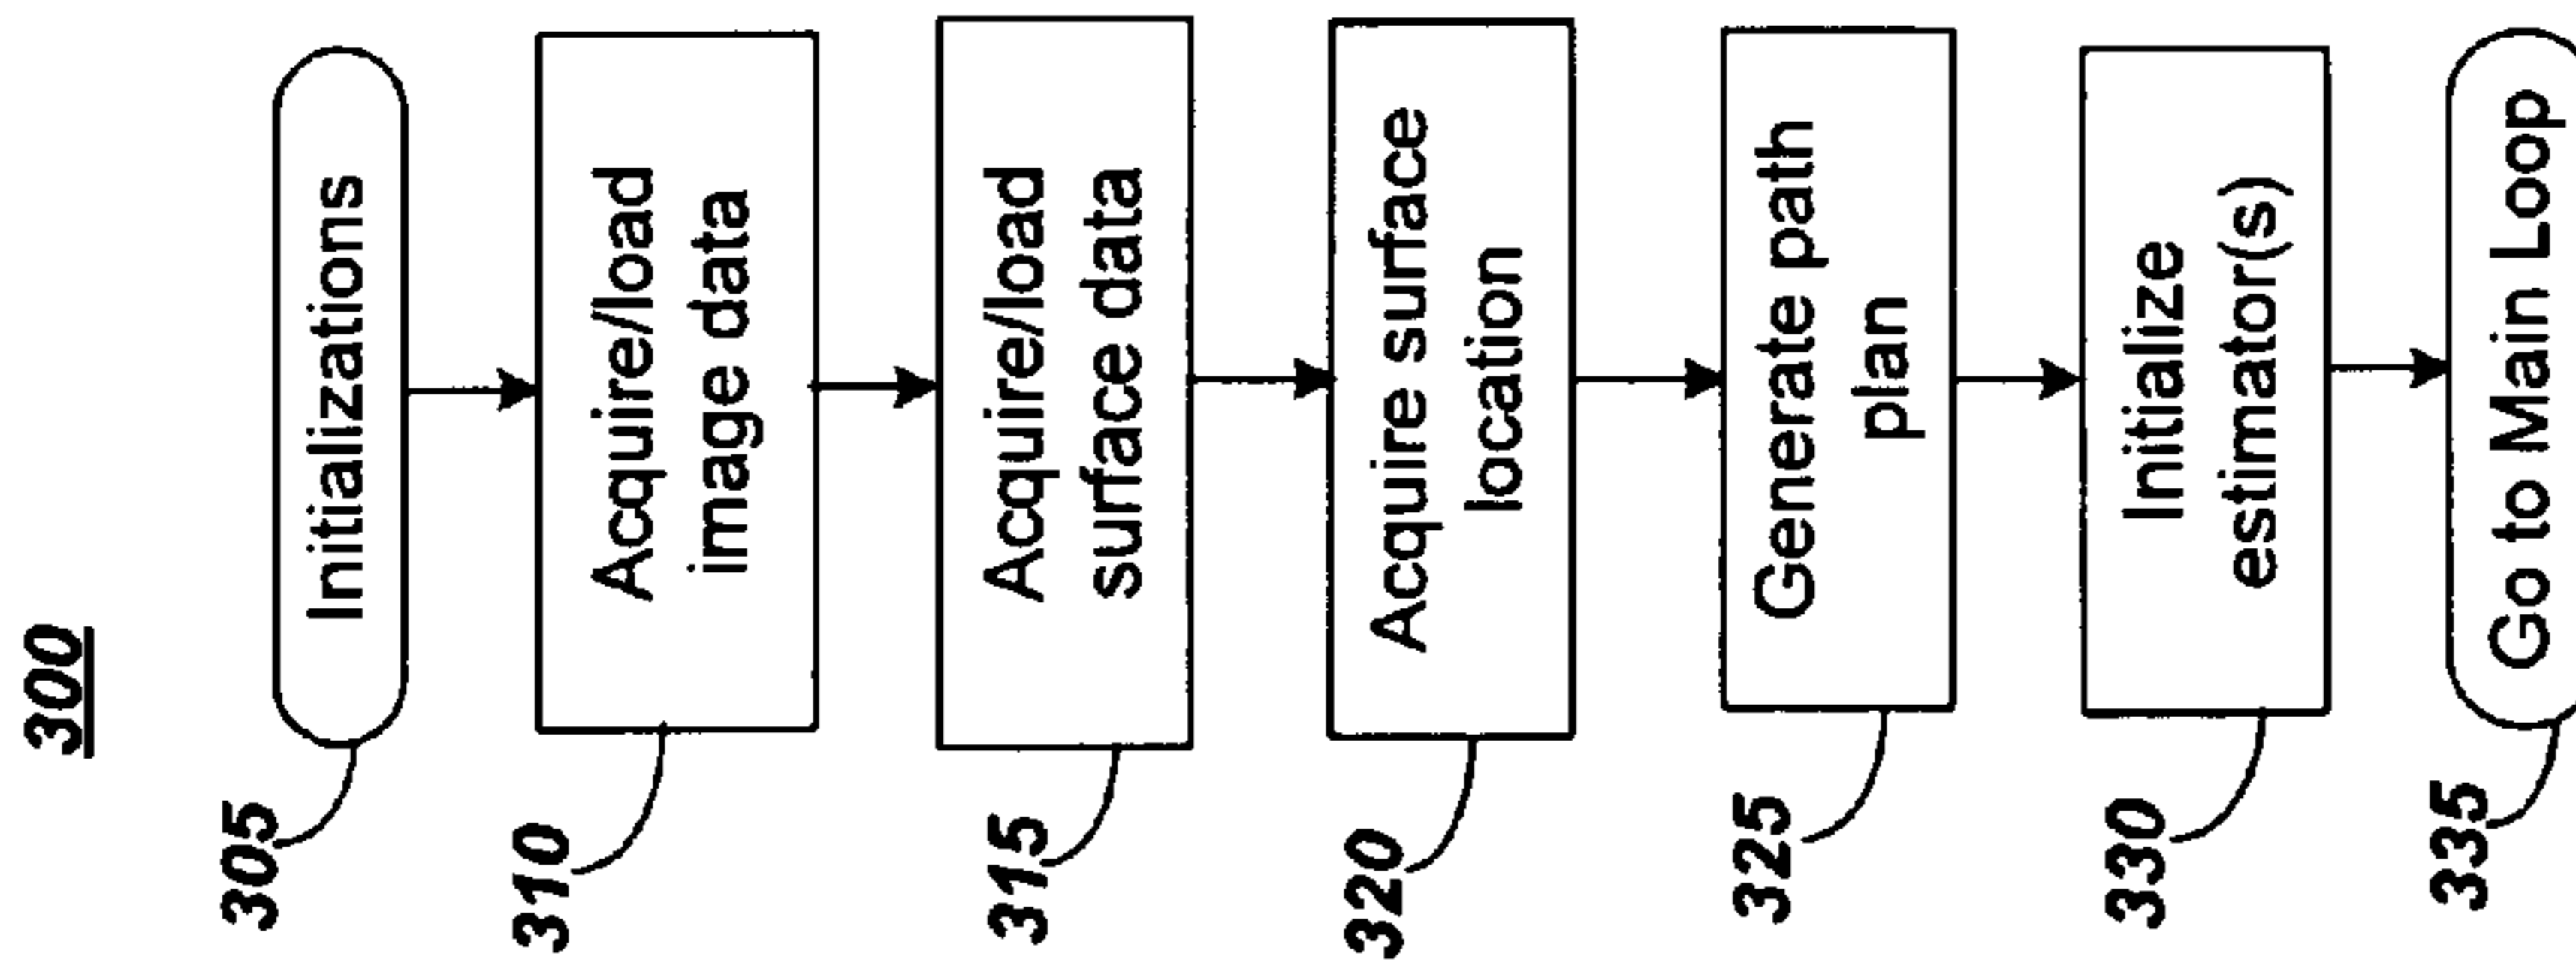 300
305
Initializations
310
Acquire/load
image data
315
Acquire/load
surface data
320
Acquire surface
location
325
Generate path
plan
330
Initialize
estimator(s)
335
Go to Main Loop